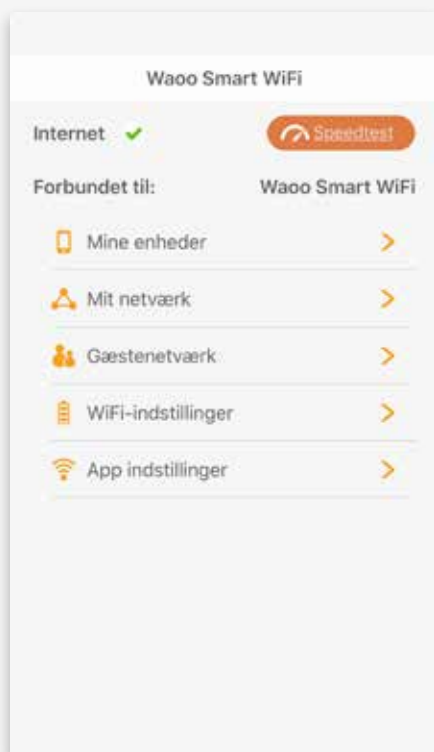 Waoo Smart WiFi
Internet
Speedtest
Forbundet til: Waoo Smart WiFi
Mine enheder
Mit netværk
Gæstenetværk
WiFi-indstillinger
App indstillinger